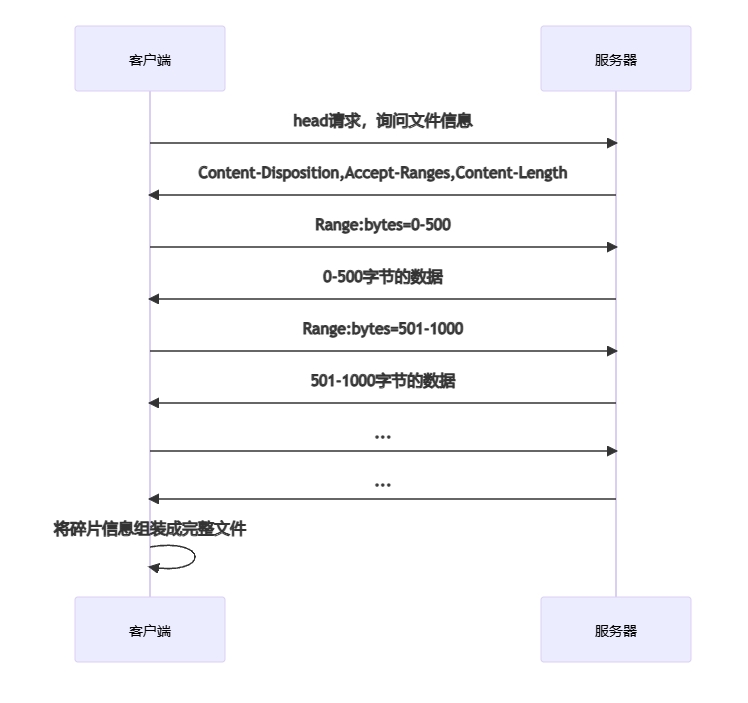 客户端
服务器
head请求，询问文件信息
Content-Disposition,Accept-Ranges,Content-Length
Range:bytes=0-500
0-500字节的数据
Range:bytes=501-1000
501-1000字节的数据
...
...
将碎片信息组装成完整文件
客户端
服务器